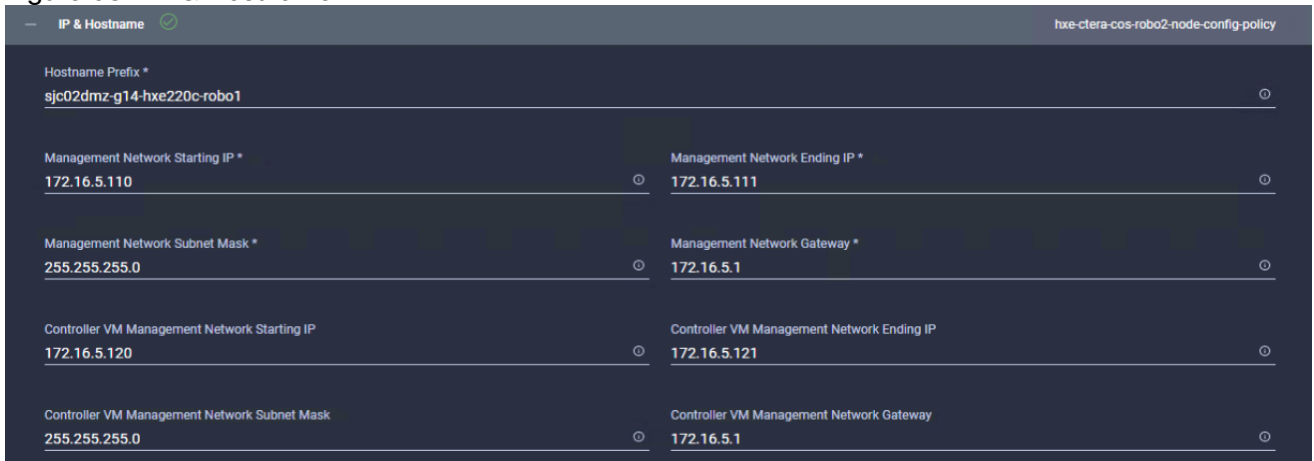 IP & Hostname hxe-ctera-cos-robo2-node-config-policy
Hostname Prefix *
sjc02dmz-g14-hxe220c-robo1
Management Network Starting IP * Management Network Ending IP *
172.16.5.110 172.16.5.111
Management Network Subnet Mask * Management Network Gateway *
255.255.255.0 172.16.5.1
Controller VM Management Network Starting IP Controller VM Management Network Ending IP
172.16.5.120 172.16.5.121
Controller VM Management Network Subnet Mask Controller VM Management Network Gateway
255.255.255.0 172.16.5.1